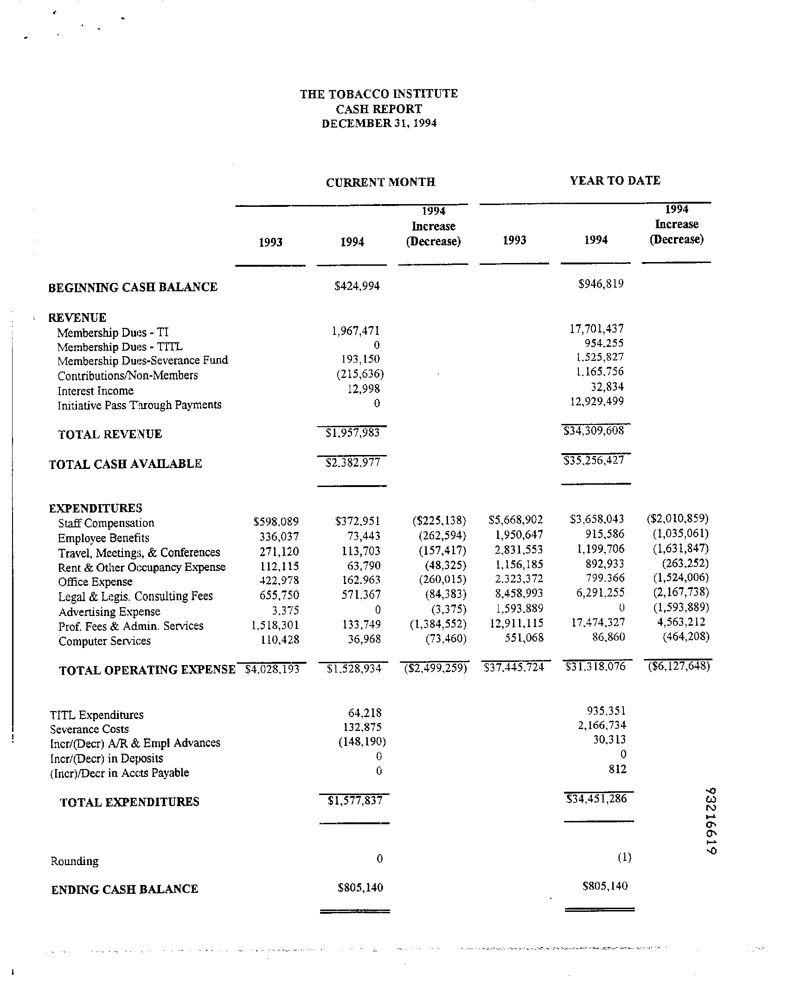 THE TOBACCO INSTITUTE
CASH REPORT
DECEMBER 31, 1994
CURRENT MONTH YEAR TO DATE
1994 1994
Increase Increase
1993 1994 (Decrease) 1993 1994 (Decrease)
BEGINNING CASH BALANCE $424,994 $946,819
REVENUE
Membership Dues - TI 1,967,471 17,701,437
Membership Dues - TITL 0 954,255
Membership Dues-Severance Fund 193,150 1,525,827
Contributions/Non-Members (215,636) 1,165,756
Interest Income 12,998 32,834
Initiative Pass Through Payments 0 12,929,499
TOTAL REVENUE $1,957,983 $34,309,608
TOTAL CASH AVAILABLE $2,382,977 $35,256,427
EXPENDITURES
Staff Compensation $598,089 $372,951 ($225,138) $5,668,902 $3,658,043 ($2,010,859)
Employee Benefits 336,037 73,443 (262,594) 1,950,647 915,586 (1,035,061)
Travel, Meetings, & Conferences 271,120 113,703 (157,417) 2,831,553 1,199,706 (1,631,847)
Rent & Other Occupancy Expense 112,115 63,790 (48,325) 1,156,185 892,933 (263,252)
Office Expense 422,978 162,963 (260,015) 2,323,372 799,366 (1,524,006)
Legal & Legis. Consulting Fees 655,750 571,367 (84,383) 8,458,993 6,291,255 (2,167,738)
Advertising Expense 3,375 0 (3,375) 1,593,889 0 (1,593,889)
Prof. Fees & Admin. Services 1,518,301 133,749 (1,384,552) 12,911,115 17,474,327 4,563,212
Computer Services 110,428 36,968 (73,460) 551,068 86,860 (464,208)
TOTAL OPERATING EXPENSE $4,028,193 $1,528,934 ($2,499,259) $37,445,724 $31,318,076 ($6,127,648)
TITL Expenditures 64,218 935,351
Severance Costs 132,875 2,166,734
Incr/(Decr) A/R & Empl Advances (148,190) 30,313
Incr/(Decr) in Deposits 0 0
(Incr)/Decr in Accts Payable 0 812
TOTAL EXPENDITURES $1,577,837 $34,451,286
Rounding 0 (1)
ENDING CASH BALANCE $805,140 $805,140
93216619